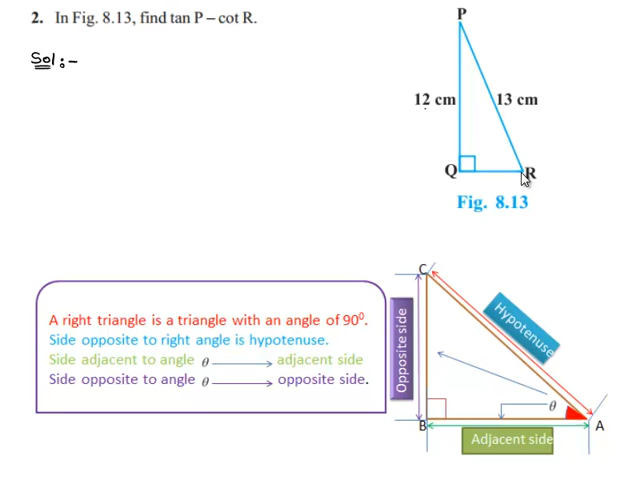 2. In Fig. 8.13, find tan P – cot R.
Sol :-
P
12 cm
13 cm
Q
R
Fig. 8.13
A right triangle is a triangle with an angle of 90⁰.
Side opposite to right angle is hypotenuse.
Side adjacent to angle θ → adjacent side
Side opposite to angle θ → opposite side.
C
Opposite side
Hypotenuse
θ
B
A
Adjacent side